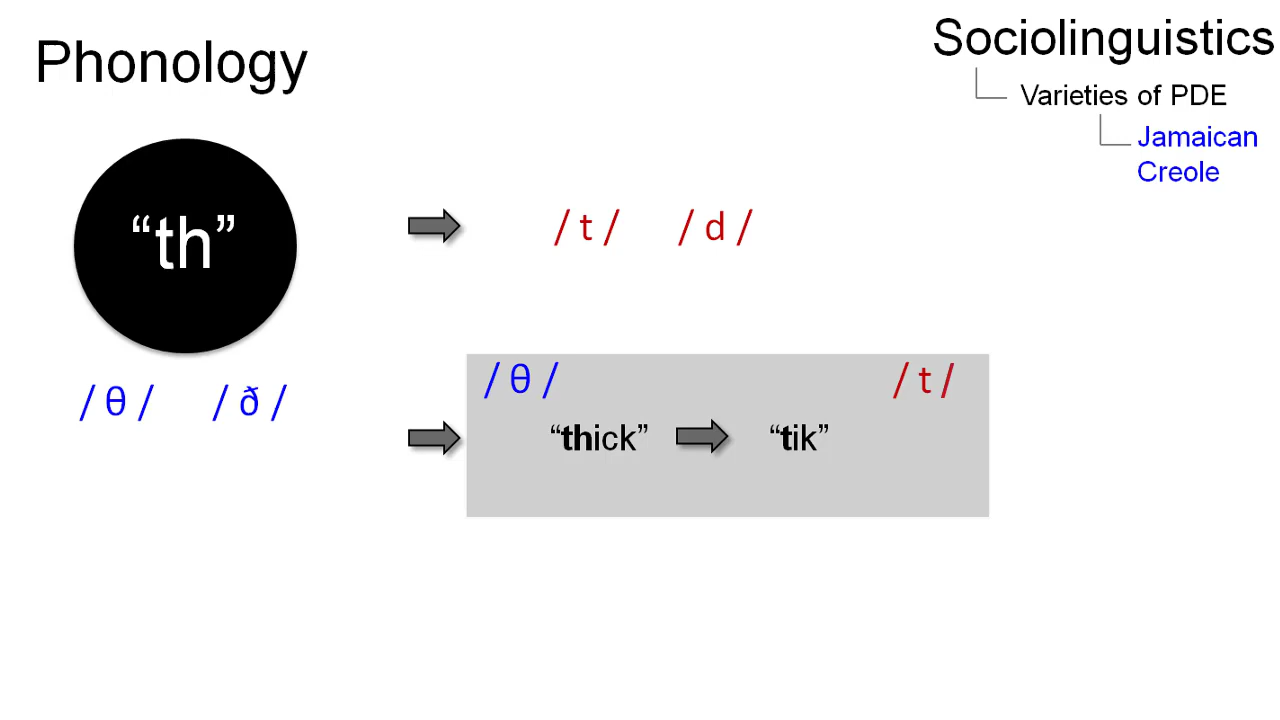 Phonology
Sociolinguistics
Varieties of PDE
Jamaican
Creole
“th”
/ t / / d /
/ θ / / ð /
/ θ / / t /
“thick” “tik”